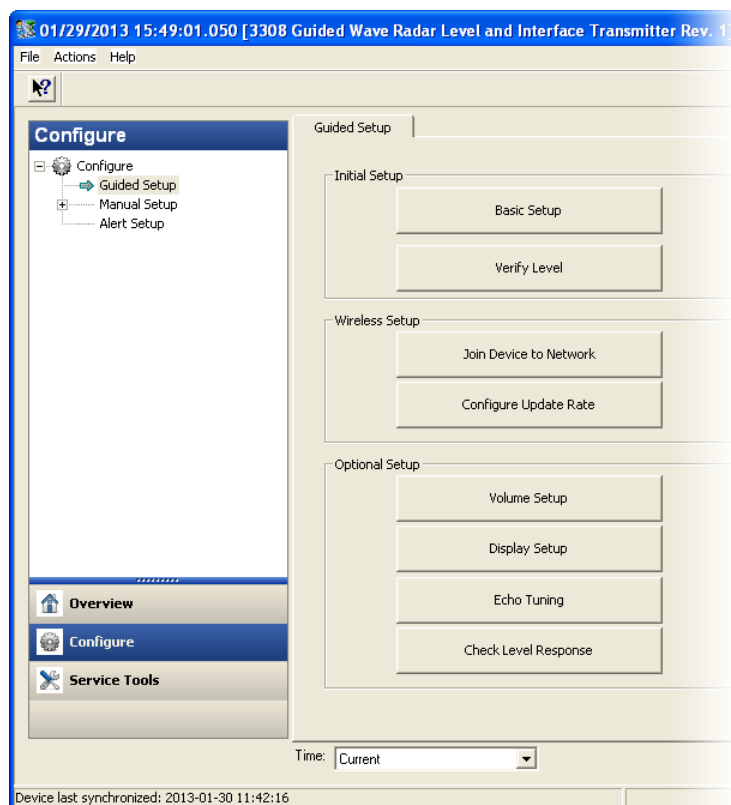 01/29/2013 15:49:01.050 [3308 Guided Wave Radar Level and Interface Transmitter Rev. 1]
File Actions Help
Configure
Configure
Guided Setup
Manual Setup
Alert Setup
Overview
Configure
Service Tools
Guided Setup
Initial Setup
Basic Setup
Verify Level
Wireless Setup
Join Device to Network
Configure Update Rate
Optional Setup
Volume Setup
Display Setup
Echo Tuning
Check Level Response
Time: Current
Device last synchronized: 2013-01-30 11:42:16